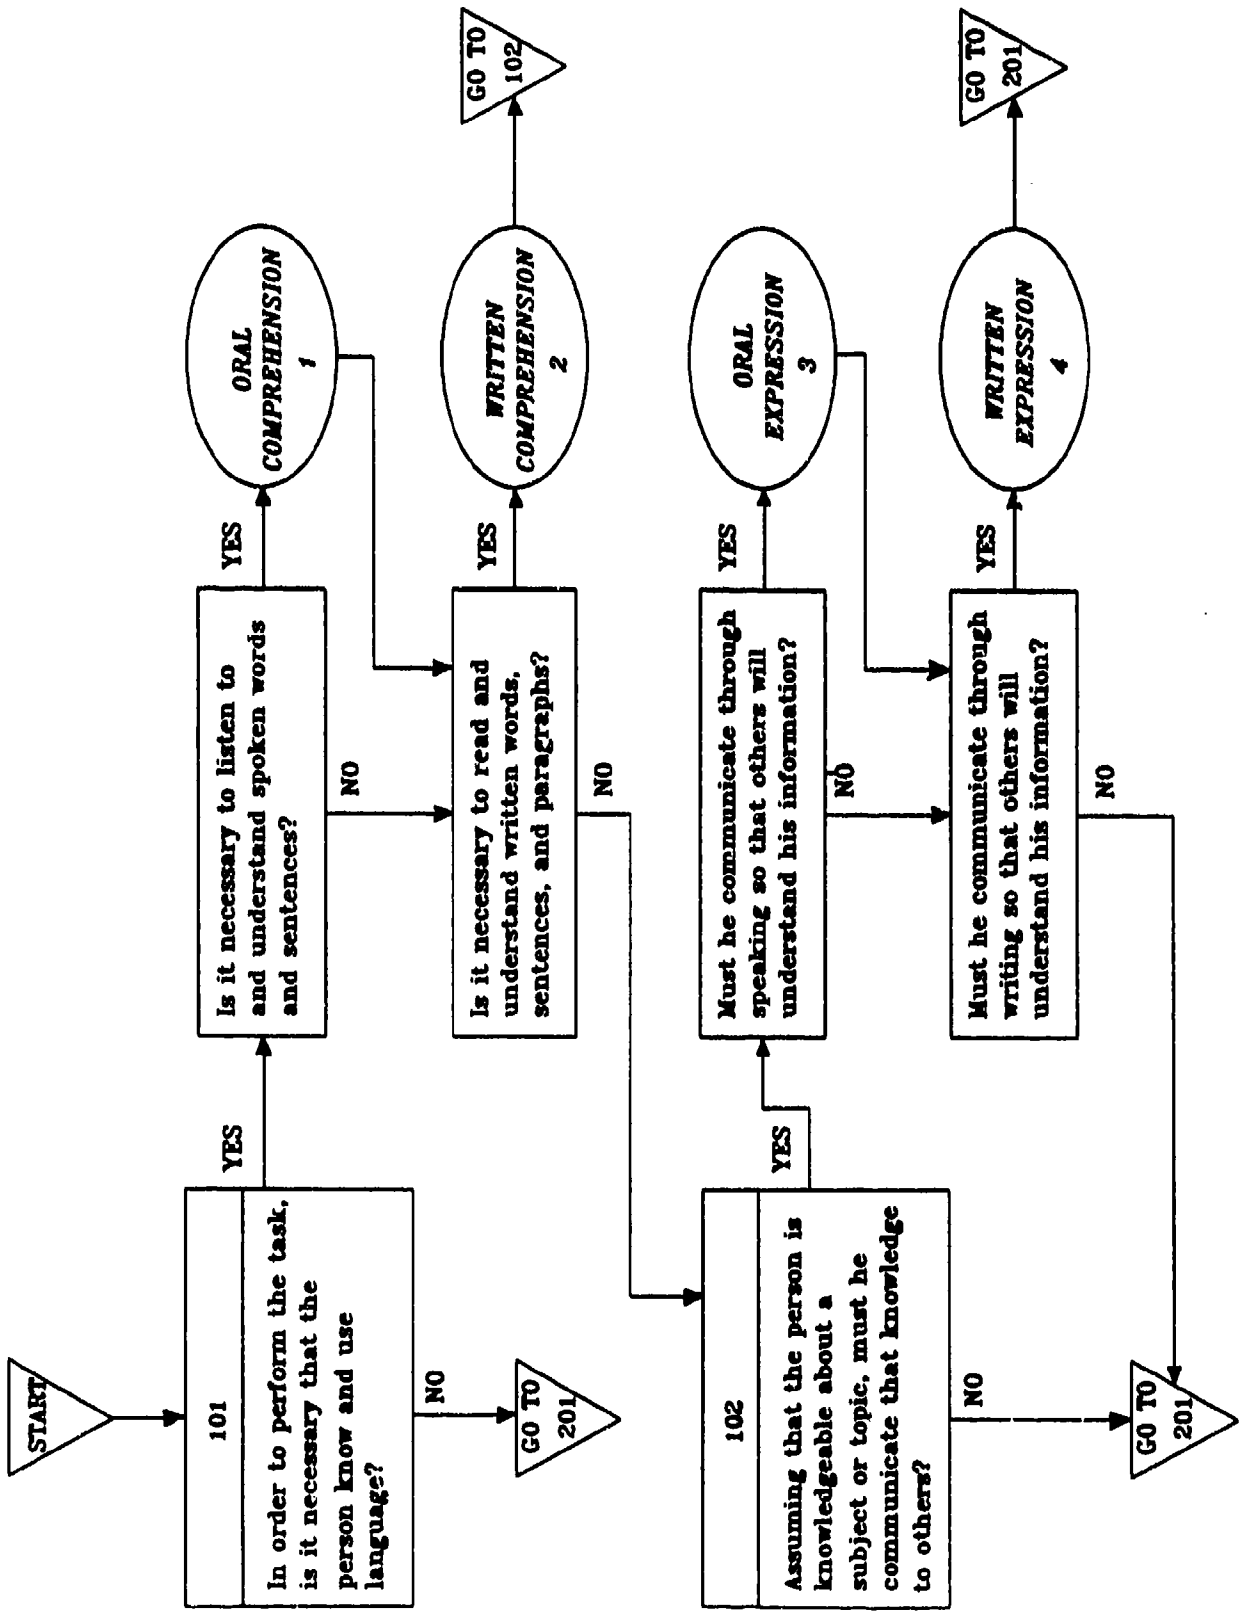 START
101
In order to perform the task,
is it necessary that the
person know and use
language?
YES
NO
GO TO
201
Is it necessary to listen to
and understand spoken words
and sentences?
YES
NO
ORAL
COMPREHENSION
1
Is it necessary to read and
understand written words,
sentences, and paragraphs?
YES
NO
WRITTEN
COMPREHENSION
2
GO TO
102
102
Assuming that the person is
knowledgeable about a
subject or topic, must he
communicate that knowledge
to others?
YES
NO
GO TO
201
Must he communicate through
speaking so that others will
understand his information?
YES
NO
ORAL
EXPRESSION
3
Must he communicate through
writing so that others will
understand his information?
YES
NO
WRITTEN
EXPRESSION
4
GO TO
201